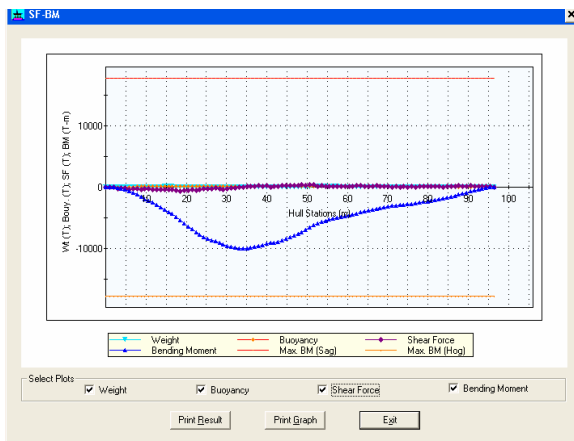 SF-BM
Wt (T); Bouy. (T); SF (T); BM (T-m)
10000
0
-10000
10 20 30 40 50 60 70 80 90 100
Hull Stations (m)
Weight Buoyancy Shear Force
Bending Moment Max. BM (Sag) Max. BM (Hog)
Select Plots
Weight Buoyancy Shear Force Bending Moment
Print Result Print Graph Exit